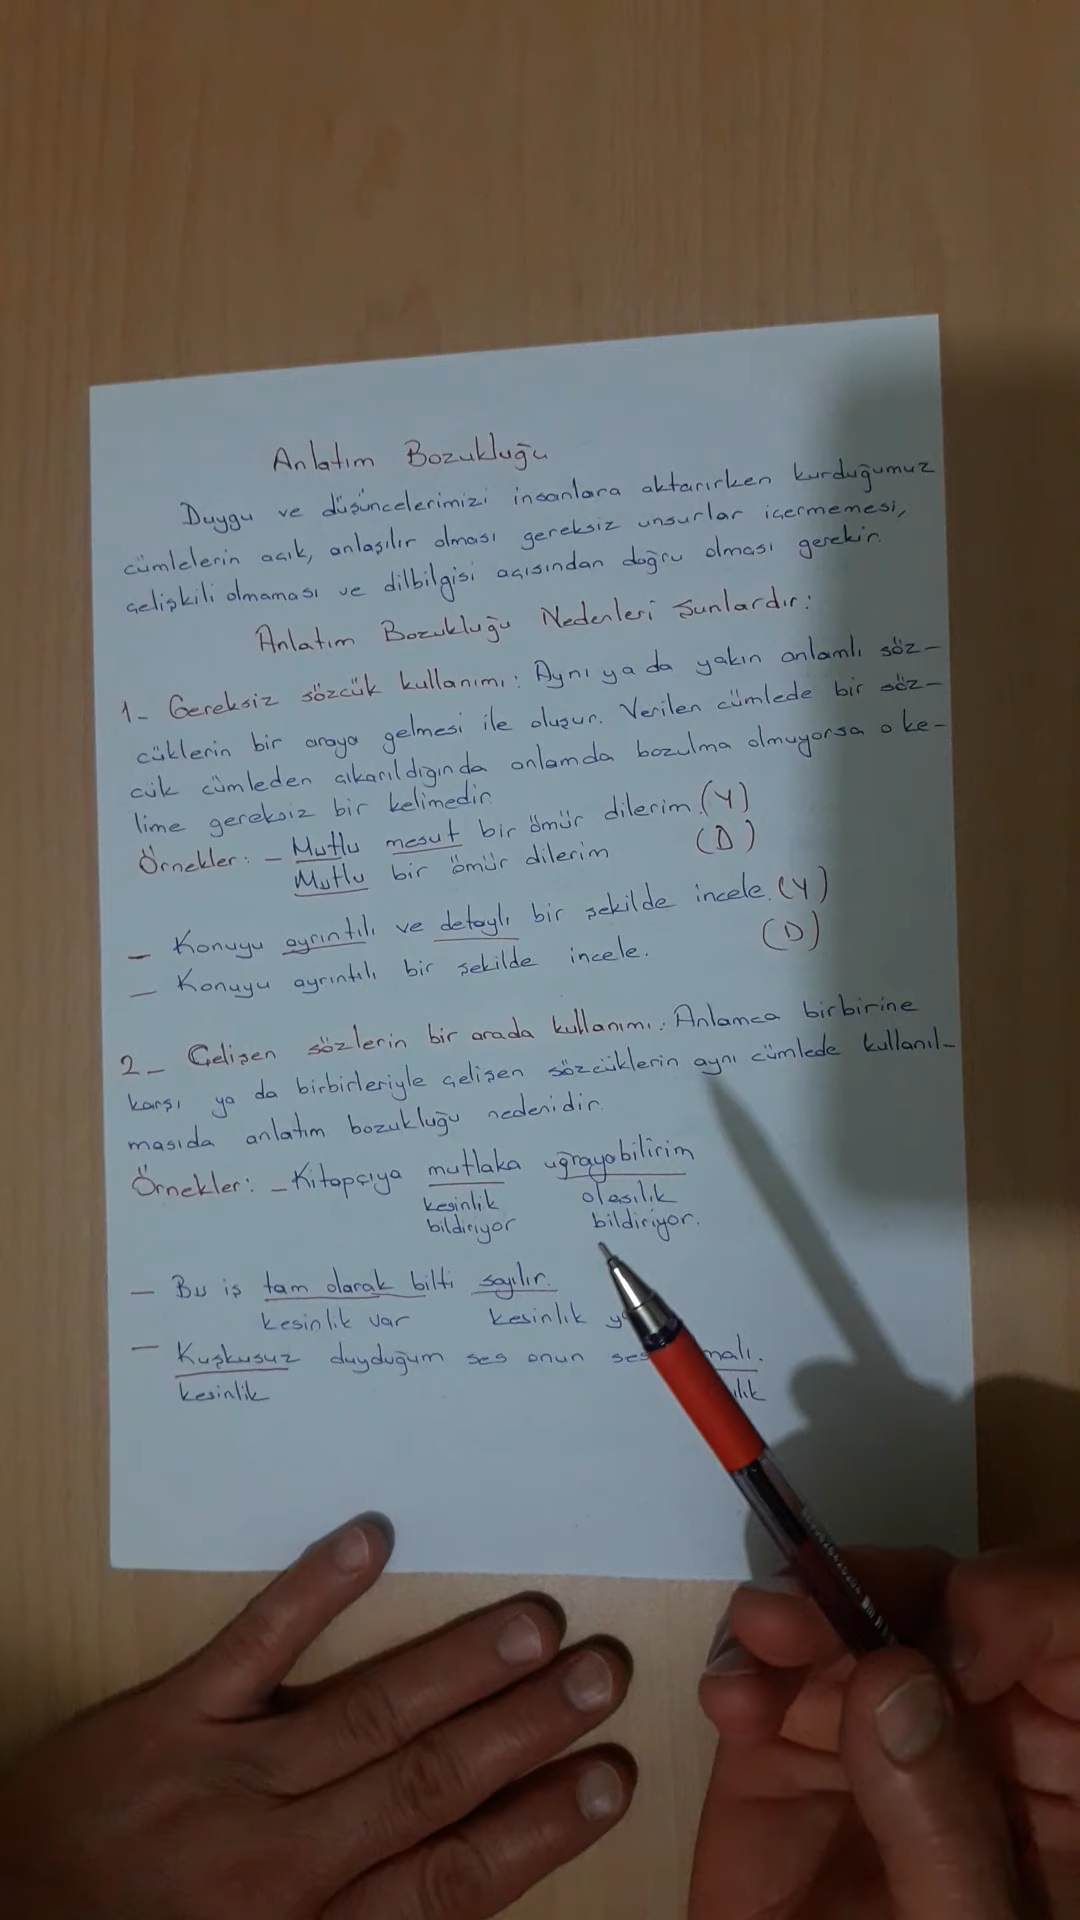 Anlatım Bozukluğu
Duygu ve düşüncelerimizi insanlara aktarırken kurduğumuz
cümlelerin açık, anlaşılır olması gereksiz unsurlar içermemesi,
çelişkili olmaması ve dilbilgisi açısından doğru olması gerekir.
Anlatım Bozukluğu Nedenleri Şunlardır:
1- Gereksiz sözcük kullanımı: Aynı ya da yakın anlamlı söz-
cüklerin bir araya gelmesi ile oluşur. Verilen cümlede bir söz-
cük cümleden çıkarıldığında anlamda bozulma olmuyorsa o ke-
lime gereksiz bir kelimedir.
Örnekler: - Mutlu mesut bir ömür dilerim. (Y)
Mutlu bir ömür dilerim (D)
- Konuyu ayrıntılı ve detaylı bir şekilde incele. (Y)
- Konuyu ayrıntılı bir şekilde incele. (D)
2- Çelişen sözlerin bir arada kullanımı: Anlamca birbirine
karşı ya da birbirleriyle çelişen sözcüklerin aynı cümlede kullanıl-
masıda anlatım bozukluğu nedenidir.
Örnekler: - Kitapçıya mutlaka uğrayabilirim
kesinlik olasılık
bildiriyor bildiriyor.
- Bu iş tam olarak bitti sayılır.
kesinlik var kesinlik
- Kuşkusuz duyduğum ses onun
kesinlik